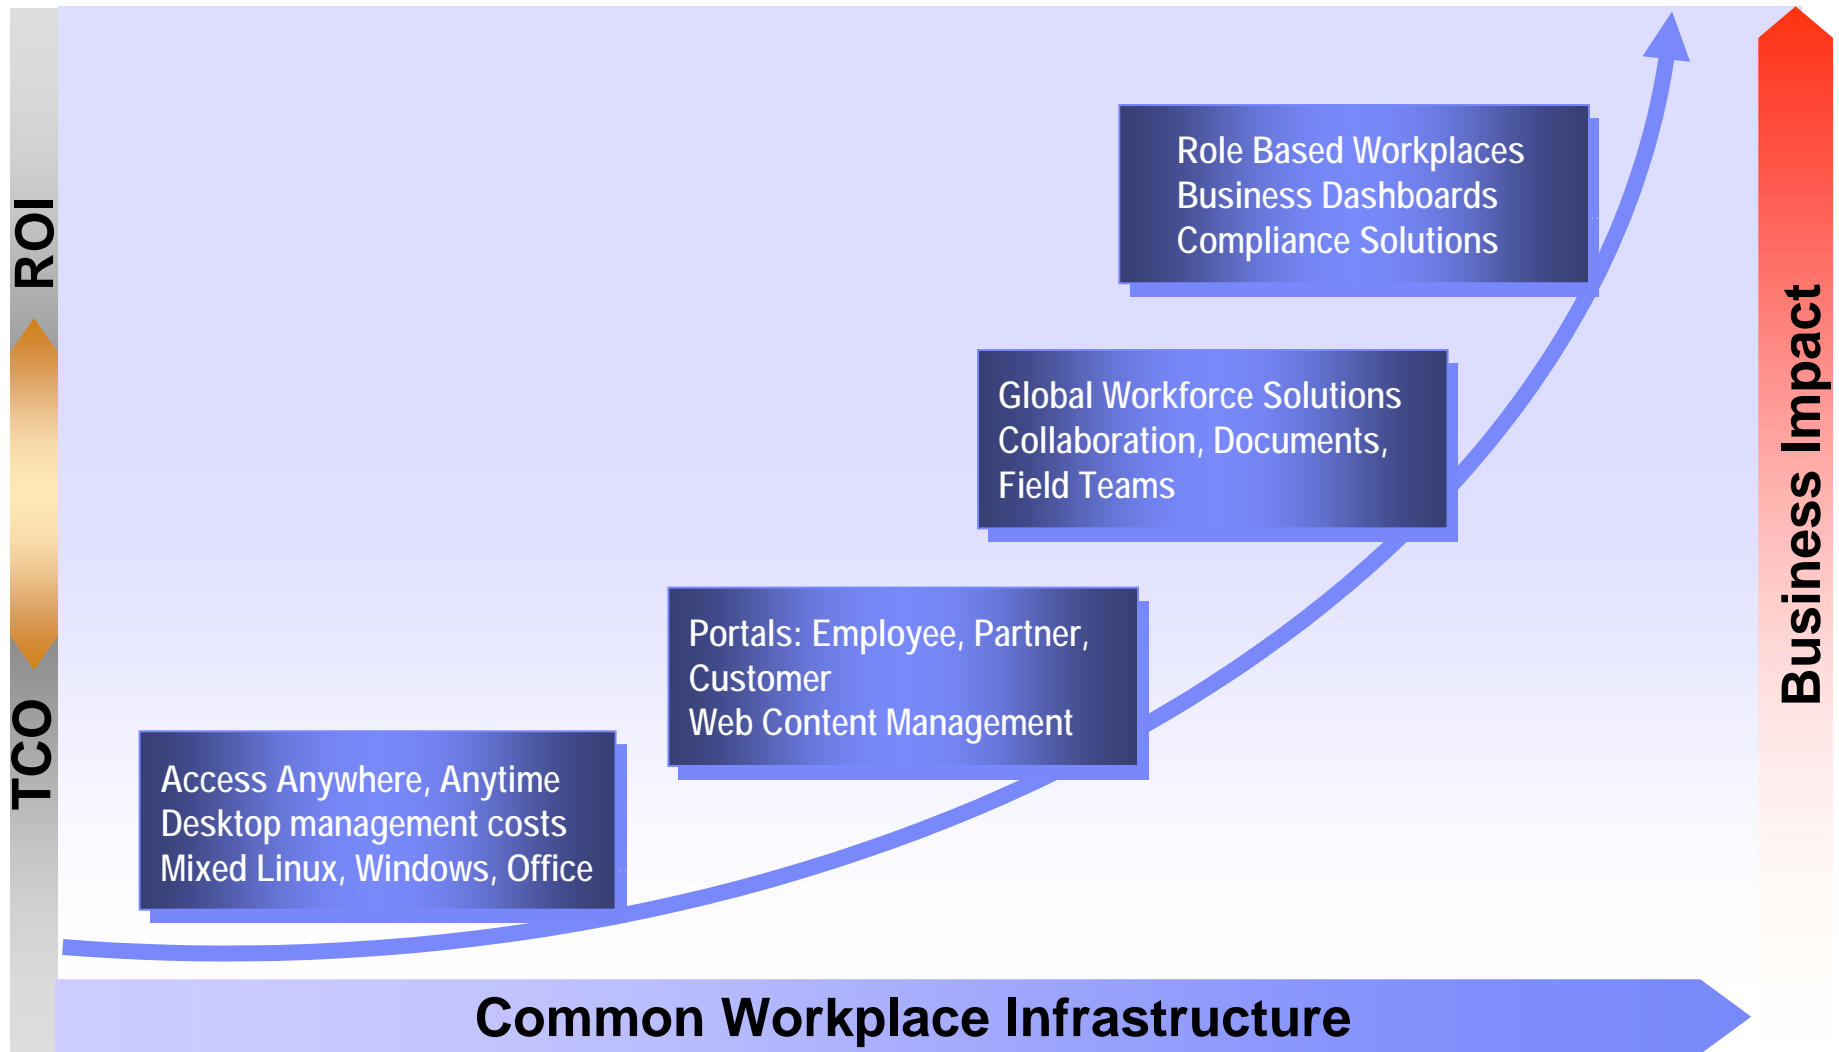 ROI
TCO
Role Based Workplaces
Business Dashboards
Compliance Solutions
Global Workforce Solutions
Collaboration, Documents,
Field Teams
Portals: Employee, Partner,
Customer
Web Content Management
Access Anywhere, Anytime
Desktop management costs
Mixed Linux, Windows, Office
Business Impact
Common Workplace Infrastructure